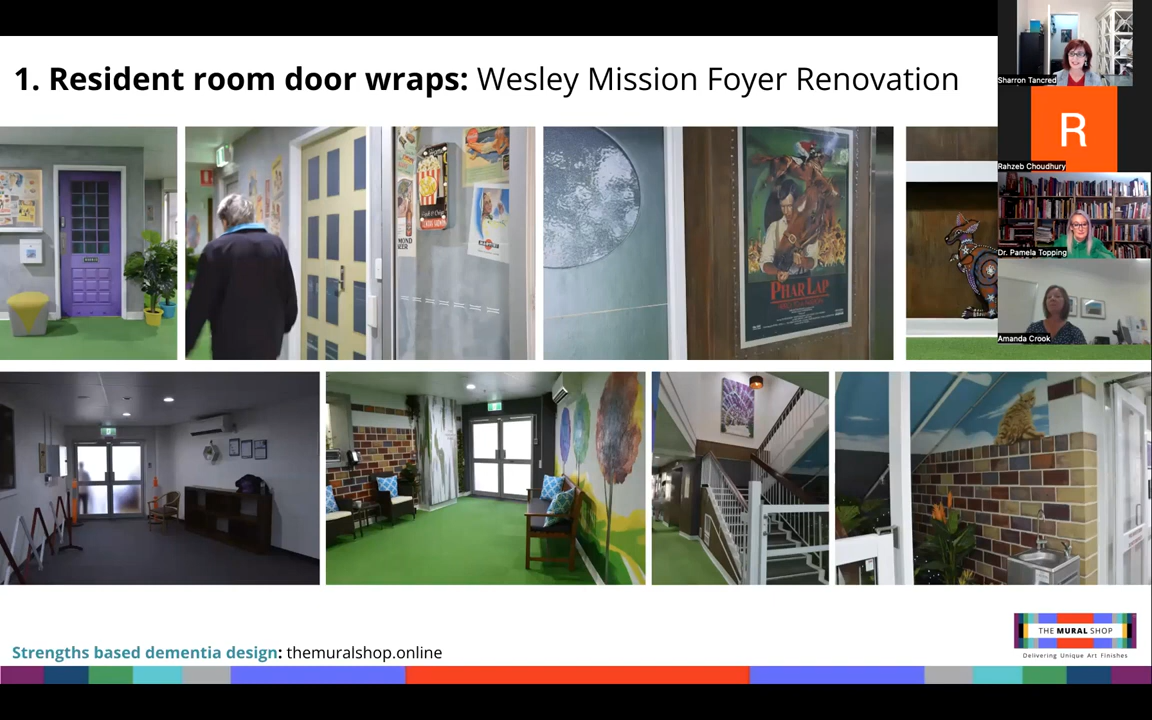 1. Resident room door wraps: Wesley Mission Foyer Renovation
Sharron Tancred
R
Rahzeb Choudhury
Dr. Pamela Topping
Amanda Crook
PHAR LAP
Strengths based dementia design: themuralshop.online
THE MURAL SHOP
Delivering Unique Art Finishes